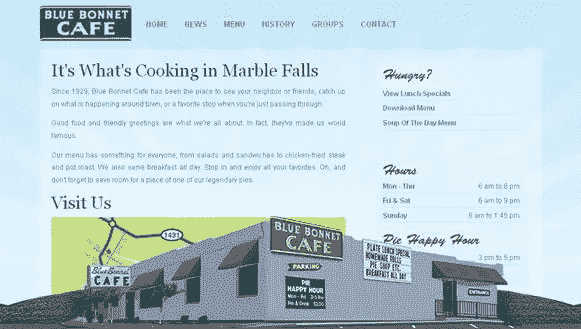 BLUE BONNET
CAFE
HOME NEWS MENU HISTORY GROUPS CONTACT
It's What's Cooking in Marble Falls
Since 1929, Blue Bonnet Cafe has been the place to see your neighbor or friends, catch up
on what is happening around town, or a favorite stop when you're just passing through.
Good food and friendly greetings are what we're all about. In fact, they've made us world
famous.
Our menu has something for everyone, from salads and sandwiches to chicken-fried steak
and pot roast. We also serve breakfast all day. Stop in and enjoy all your favorites. Oh, and
don't forget to save room for a piece of one of our legendary pies.
Visit Us
Hungry?
View Lunch Specials
Download Menu
Soup Of The Day Menu
Hours
Mon - Thur 6 am to 8 pm
Fri & Sat 6 am to 9 pm
Sunday 6 am to 1:45 pm
Pie Happy Hour
3 pm to 5 pm
1431
Blue Bonnet
CAFE
BLUE BONNET
CAFE
PARKING
PIE
HAPPY HOUR
PLATE LUNCH SPECIAL
HOMEMADE ROLLS
PIE SOUP ETC.
BREAKFAST ALL DAY
ENTRANCE